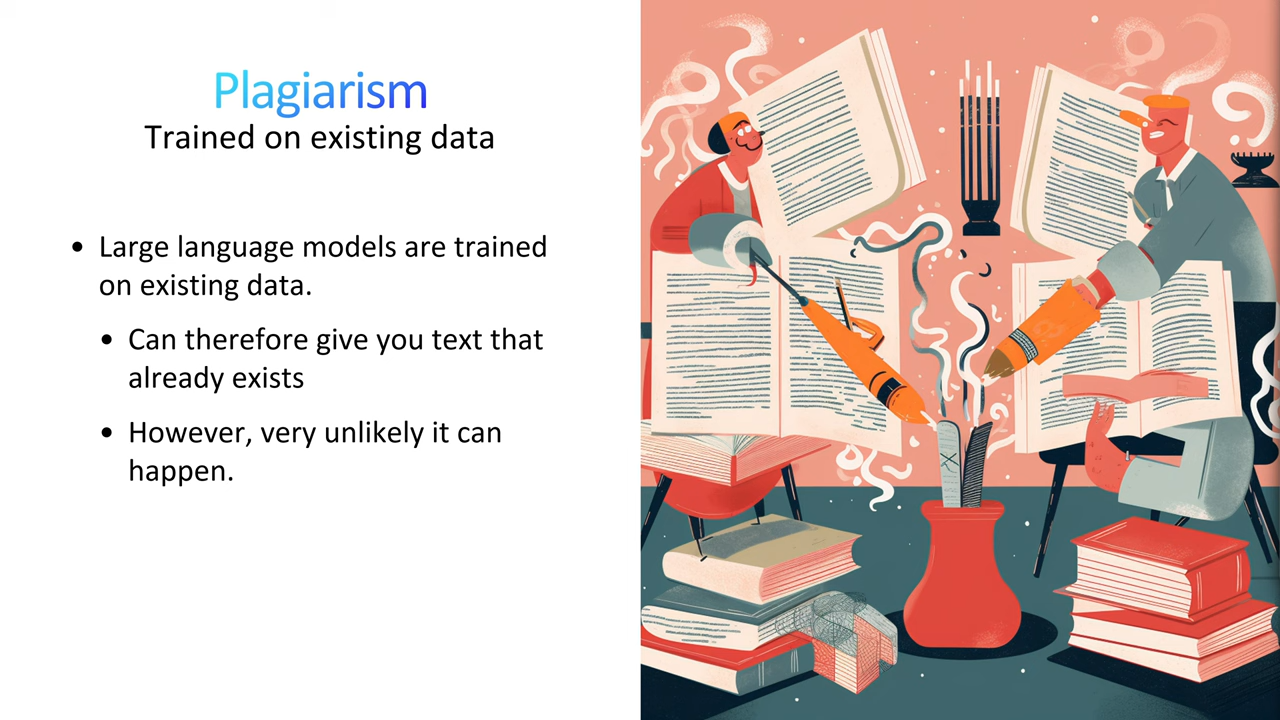 Plagiarism
Trained on existing data
• Large language models are trained
on existing data.
• Can therefore give you text that
already exists
• However, very unlikely it can
happen.